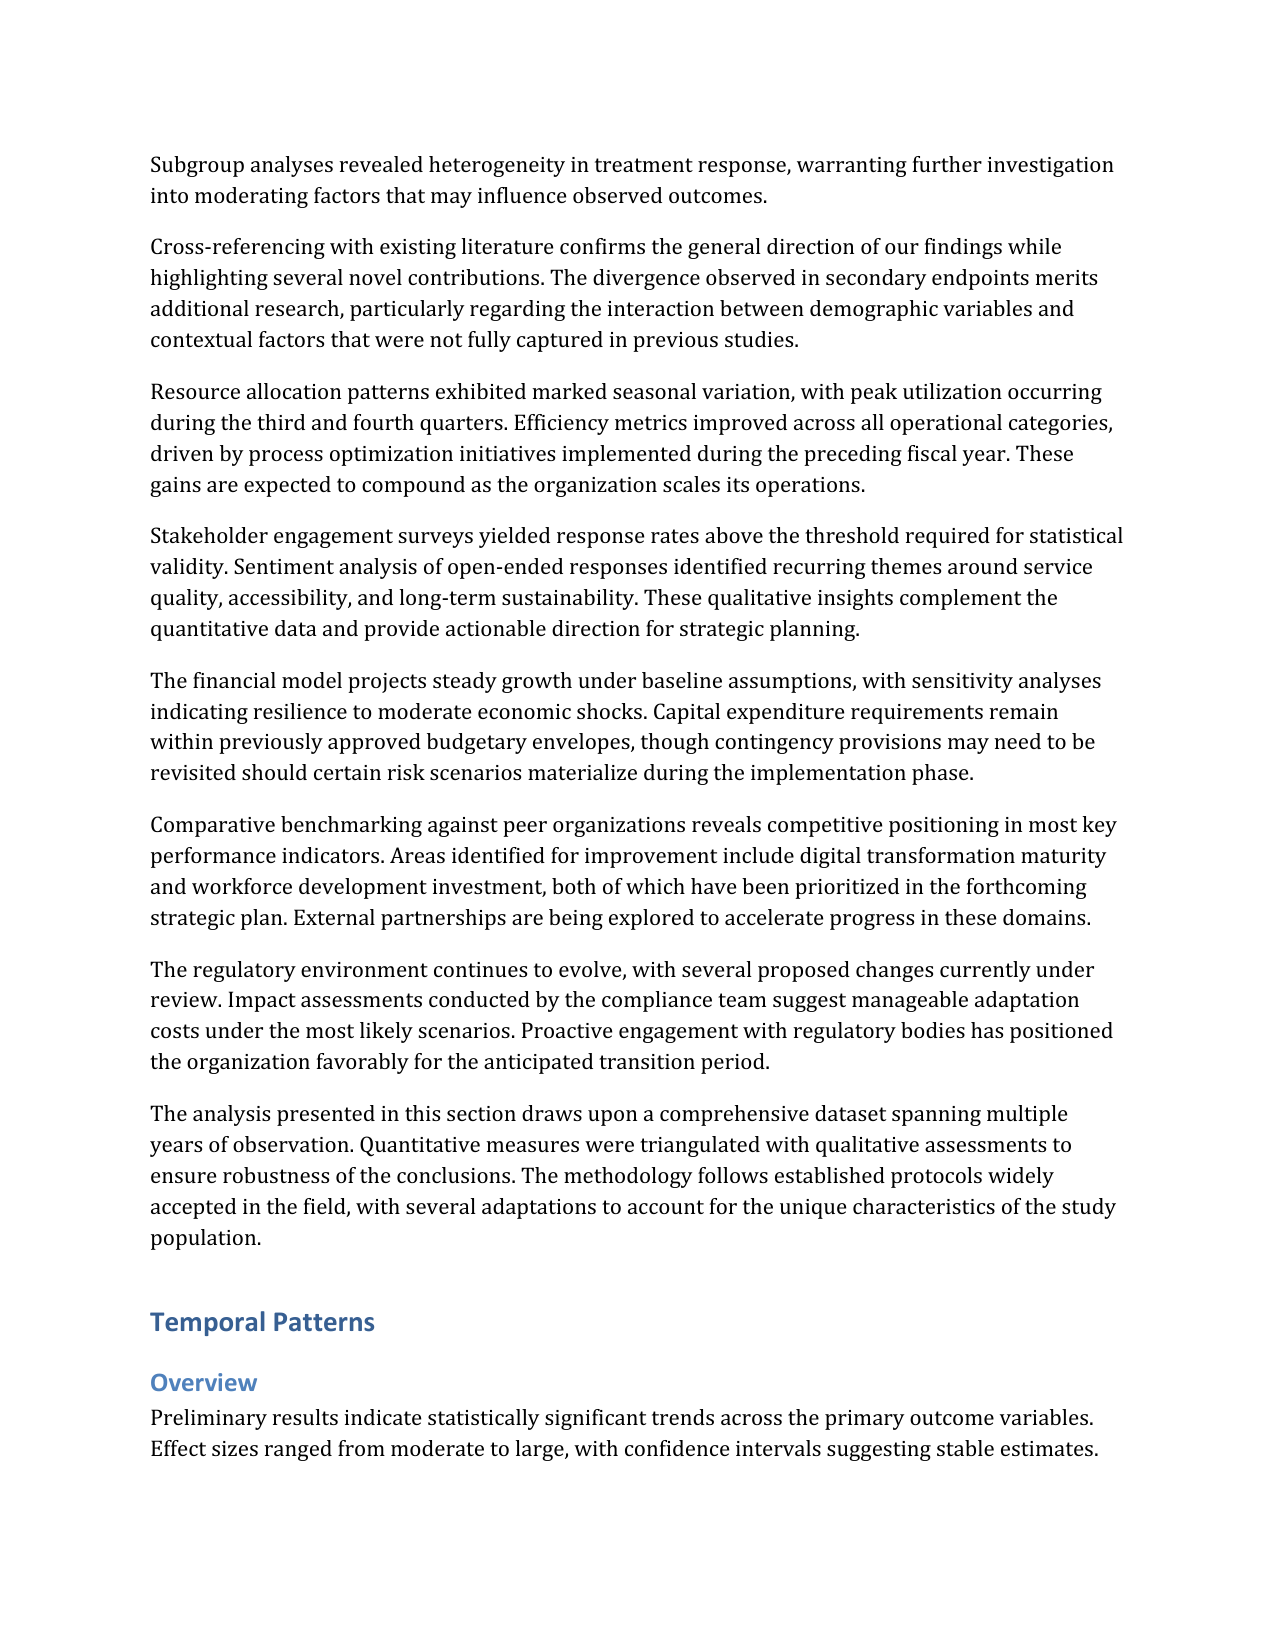 Subgroup analyses revealed heterogeneity in treatment response, warranting further investigation
into moderating factors that may influence observed outcomes.
Cross-referencing with existing literature confirms the general direction of our findings while
highlighting several novel contributions. The divergence observed in secondary endpoints merits
additional research, particularly regarding the interaction between demographic variables and
contextual factors that were not fully captured in previous studies.
Resource allocation patterns exhibited marked seasonal variation, with peak utilization occurring
during the third and fourth quarters. Efficiency metrics improved across all operational categories,
driven by process optimization initiatives implemented during the preceding fiscal year. These
gains are expected to compound as the organization scales its operations.
Stakeholder engagement surveys yielded response rates above the threshold required for statistical
validity. Sentiment analysis of open-ended responses identified recurring themes around service
quality, accessibility, and long-term sustainability. These qualitative insights complement the
quantitative data and provide actionable direction for strategic planning.
The financial model projects steady growth under baseline assumptions, with sensitivity analyses
indicating resilience to moderate economic shocks. Capital expenditure requirements remain
within previously approved budgetary envelopes, though contingency provisions may need to be
revisited should certain risk scenarios materialize during the implementation phase.
Comparative benchmarking against peer organizations reveals competitive positioning in most key
performance indicators. Areas identified for improvement include digital transformation maturity
and workforce development investment, both of which have been prioritized in the forthcoming
strategic plan. External partnerships are being explored to accelerate progress in these domains.
The regulatory environment continues to evolve, with several proposed changes currently under
review. Impact assessments conducted by the compliance team suggest manageable adaptation
costs under the most likely scenarios. Proactive engagement with regulatory bodies has positioned
the organization favorably for the anticipated transition period.
The analysis presented in this section draws upon a comprehensive dataset spanning multiple
years of observation. Quantitative measures were triangulated with qualitative assessments to
ensure robustness of the conclusions. The methodology follows established protocols widely
accepted in the field, with several adaptations to account for the unique characteristics of the study
population.
Temporal Patterns
Overview
Preliminary results indicate statistically significant trends across the primary outcome variables.
Effect sizes ranged from moderate to large, with confidence intervals suggesting stable estimates.